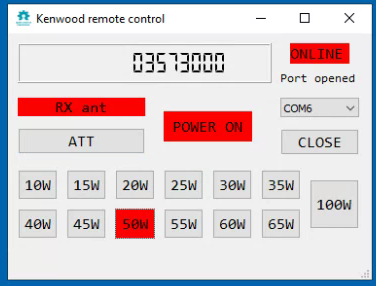 Kenwood remote control
03573000
ONLINE
Port opened
RX ant
COM6
POWER ON
ATT
CLOSE
10W 15W 20W 25W 30W 35W
100W
40W 45W 50W 55W 60W 65W